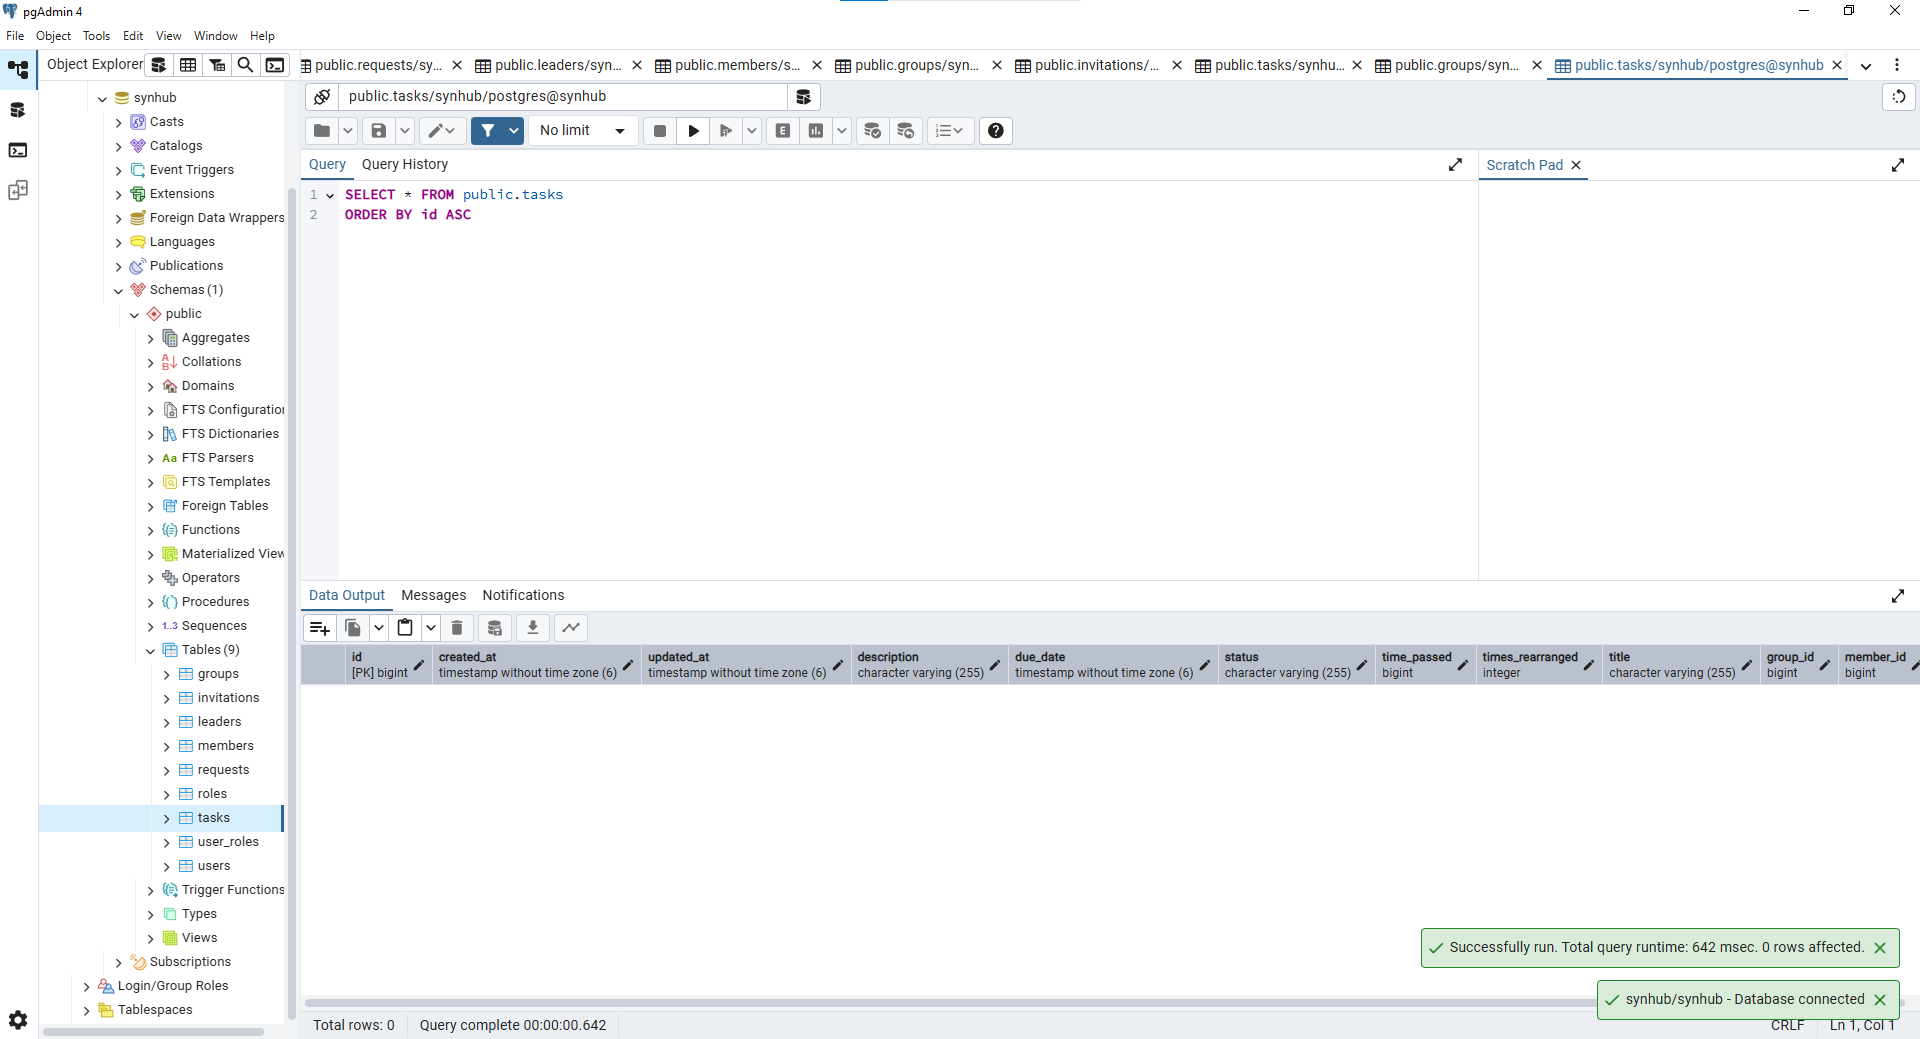 pgAdmin 4
File Object Tools Edit View Window Help
Object Explorer
public.requests/sy... public.leaders/syn... public.members/s... public.groups/syn... public.invitations/... public.tasks/synhu... public.groups/syn... public.tasks/synhub/postgres@synhub
public.tasks/synhub/postgres@synhub
No limit
E
Query Query History
Scratch Pad
1 SELECT * FROM public.tasks
2 ORDER BY id ASC
synhub
Casts
Catalogs
Event Triggers
Extensions
Foreign Data Wrappers
Languages
Publications
Schemas (1)
public
Aggregates
Collations
Domains
FTS Configuration
FTS Dictionaries
Aa FTS Parsers
FTS Templates
Foreign Tables
Functions
Materialized View
Operators
Procedures
1..3 Sequences
Tables (9)
groups
invitations
leaders
members
requests
roles
tasks
user_roles
users
Trigger Functions
Types
Views
Subscriptions
Login/Group Roles
Tablespaces
Data Output Messages Notifications
id created_at updated_at description due_date status time_passed times_rearranged title group_id member_id
[PK] bigint timestamp without time zone (6) timestamp without time zone (6) character varying (255) timestamp without time zone (6) character varying (255) bigint integer character varying (255) bigint bigint
Successfully run. Total query runtime: 642 msec. 0 rows affected.
synhub/synhub - Database connected
Total rows: 0 Query complete 00:00:00.642 CRLF Ln 1, Col 1